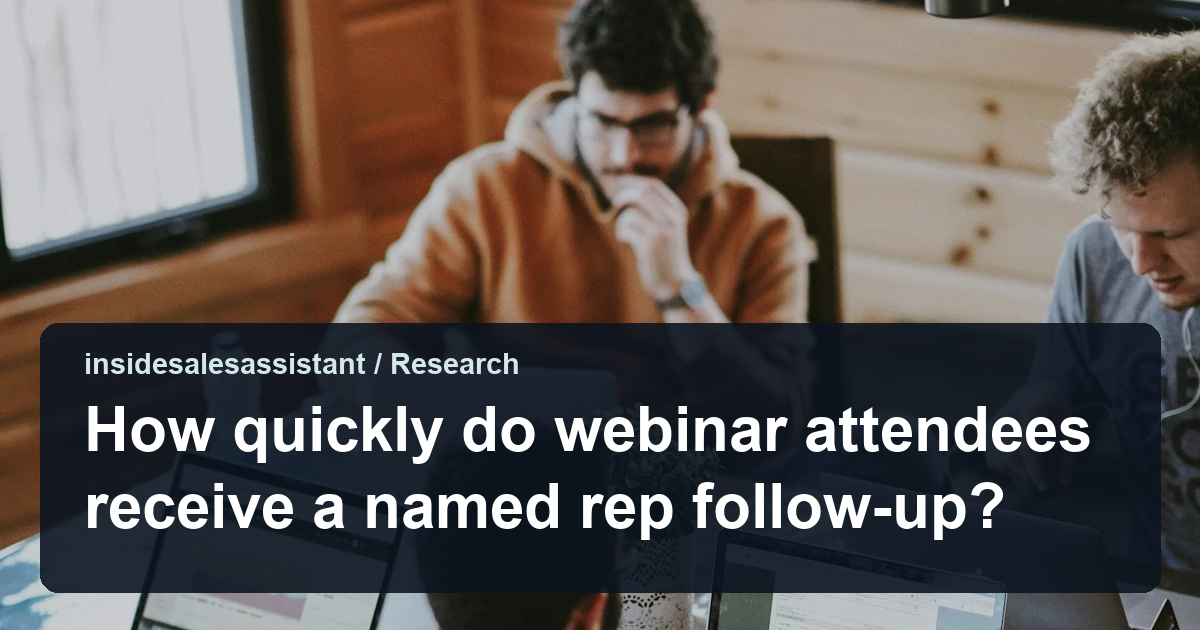 insidesalesassistant / Research
How quickly do webinar attendees
receive a named rep follow-up?